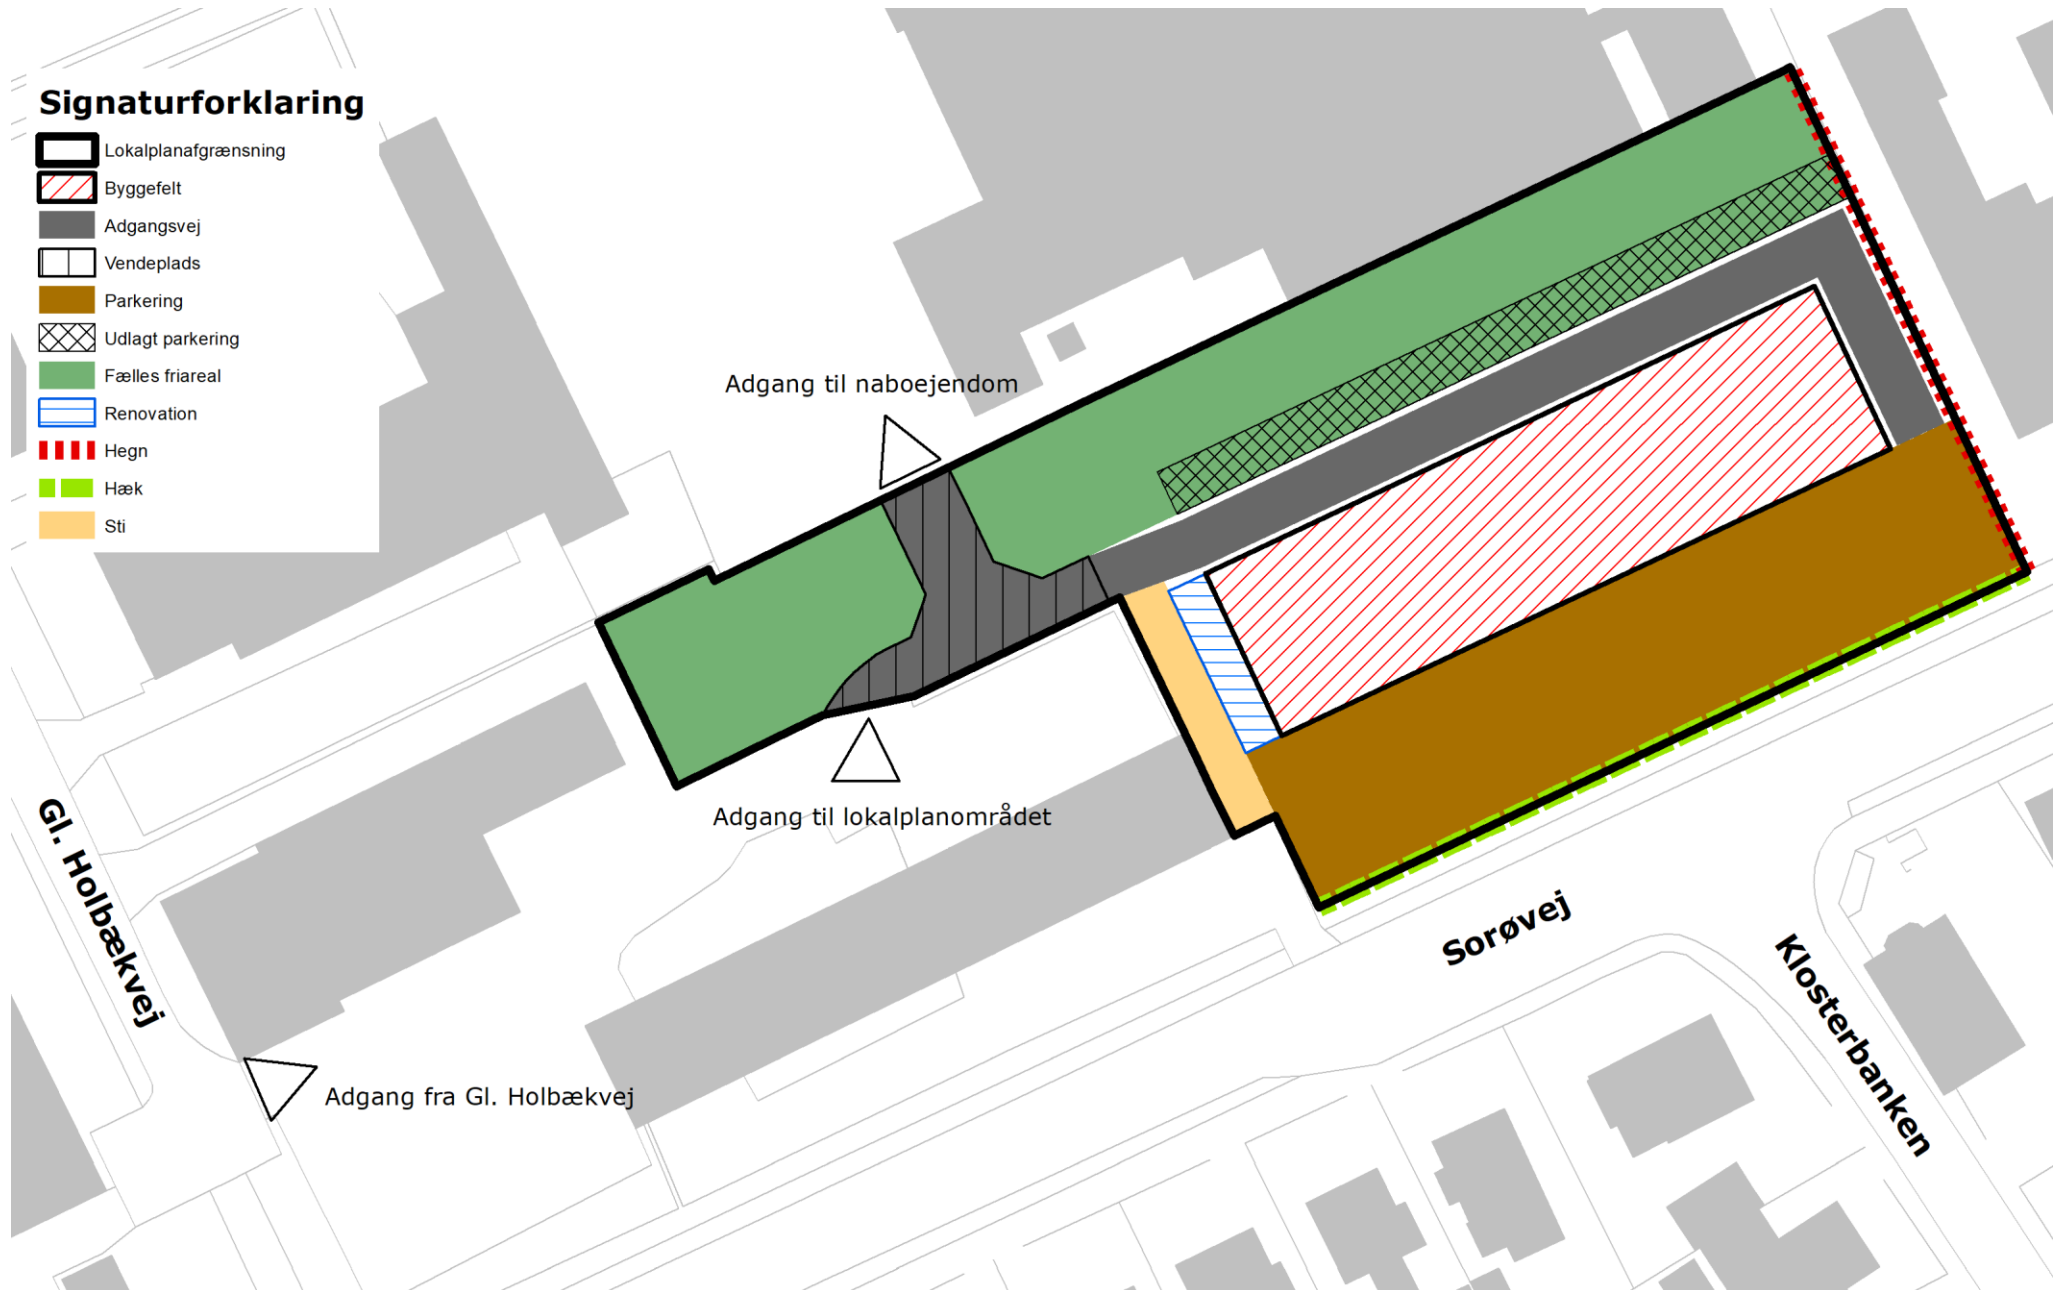 Signaturforklaring
Lokalplanafgrænsning
Byggefelt
Adgangsvej
Vendeplads
Parkering
Udlagt parkering
Fælles friareal
Renovation
Hegn
Hæk
Sti
Adgang til naboejendom
Adgang til lokalplanområdet
Gl. Holbækvej
Adgang fra Gl. Holbækvej
Sorøvej
Klosterbanken